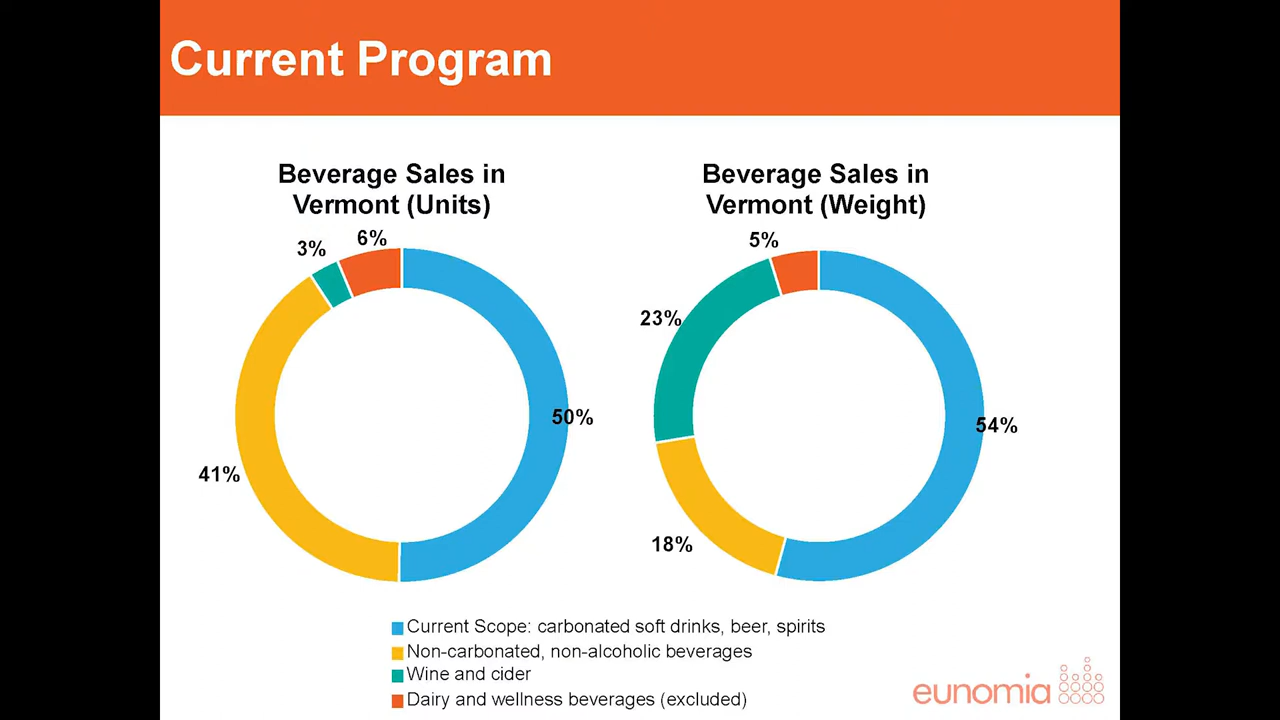 Current Program
Beverage Sales in
Vermont (Units)
3%
6%
50%
41%
Beverage Sales in
Vermont (Weight)
5%
23%
54%
18%
Current Scope: carbonated soft drinks, beer, spirits
Non-carbonated, non-alcoholic beverages
Wine and cider
Dairy and wellness beverages (excluded)
eunomia